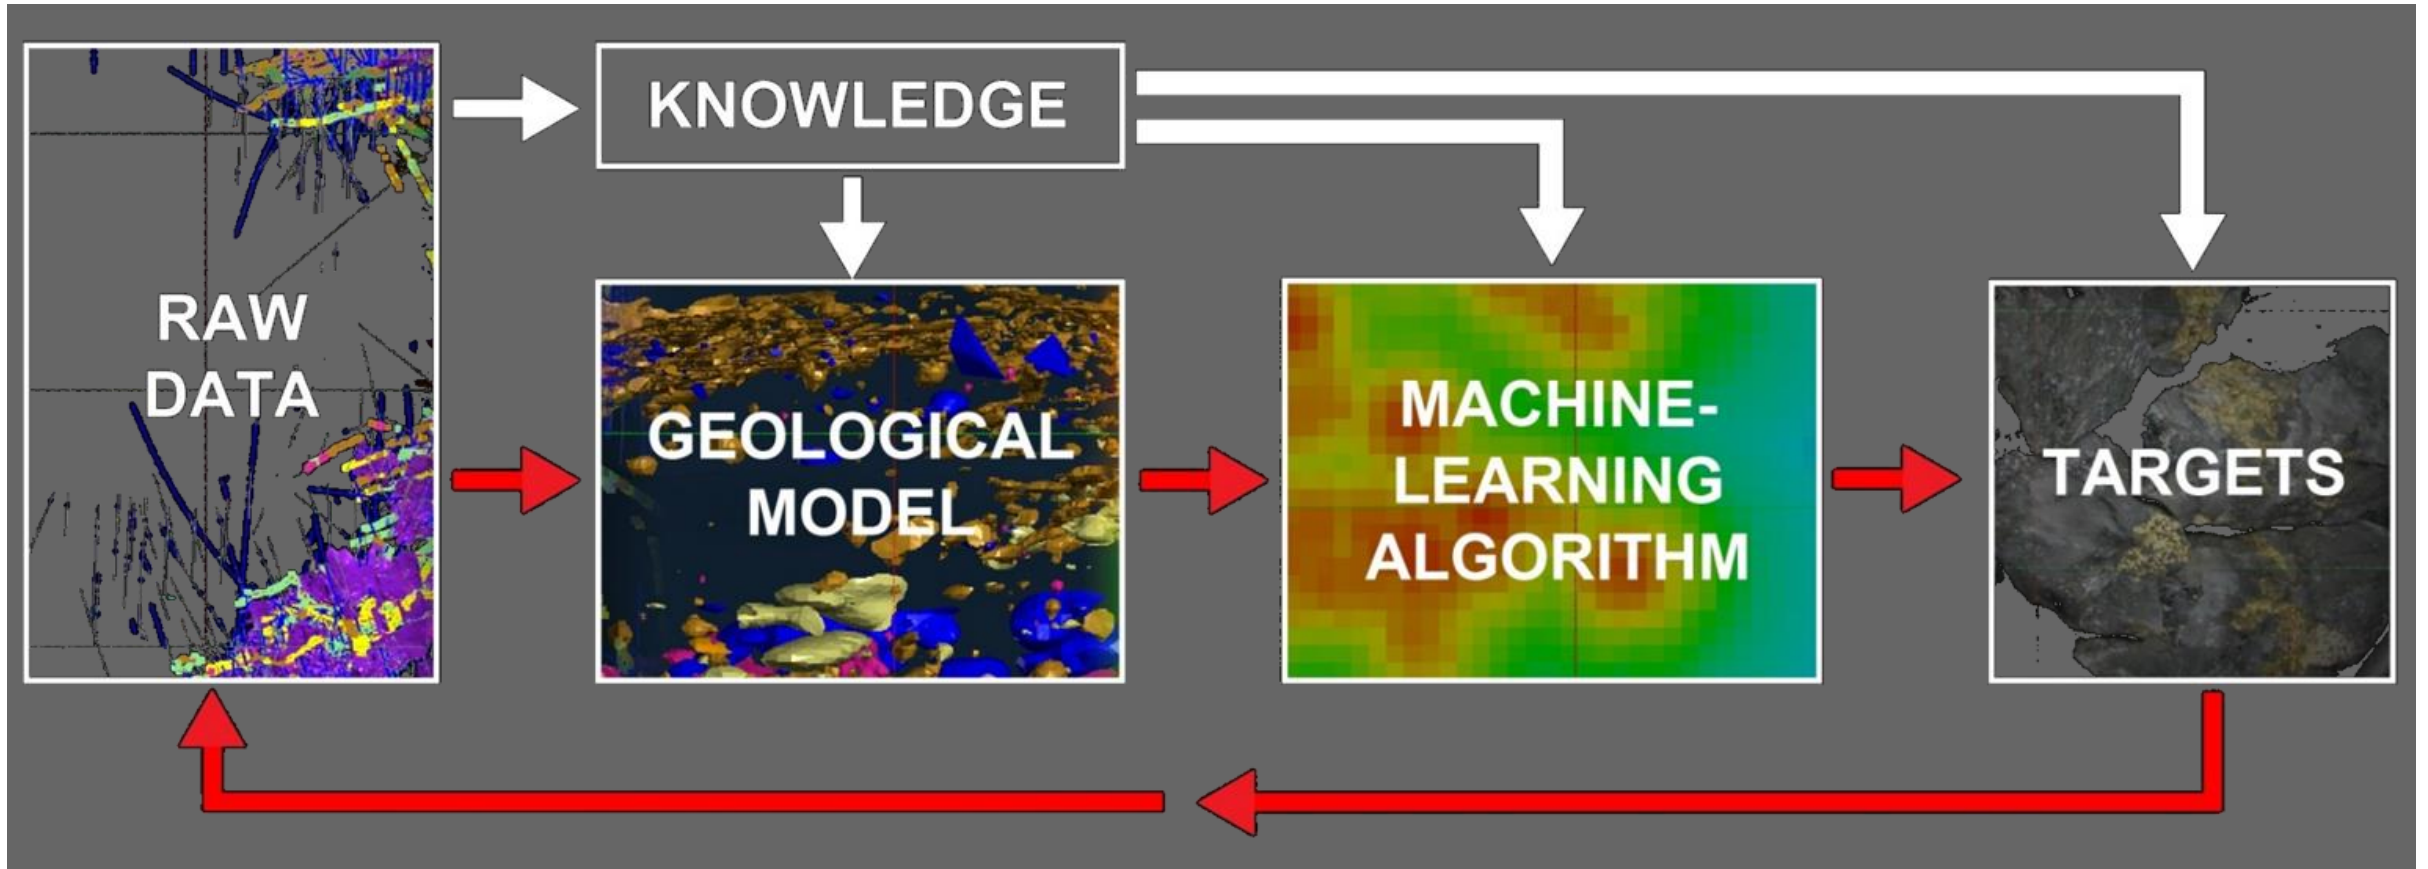 RAW
DATA
KNOWLEDGE
GEOLOGICAL
MODEL
MACHINE-
LEARNING
ALGORITHM
TARGETS